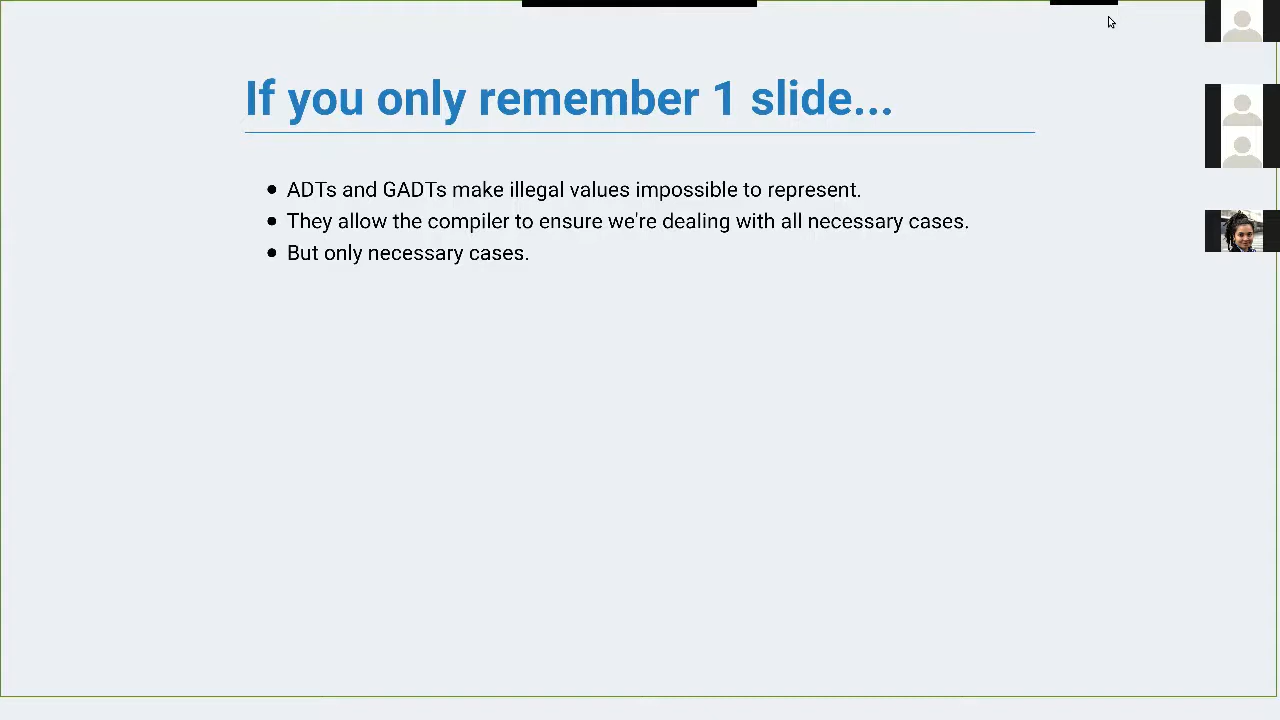 If you only remember 1 slide...
● ADTs and GADTs make illegal values impossible to represent.
● They allow the compiler to ensure we're dealing with all necessary cases.
● But only necessary cases.